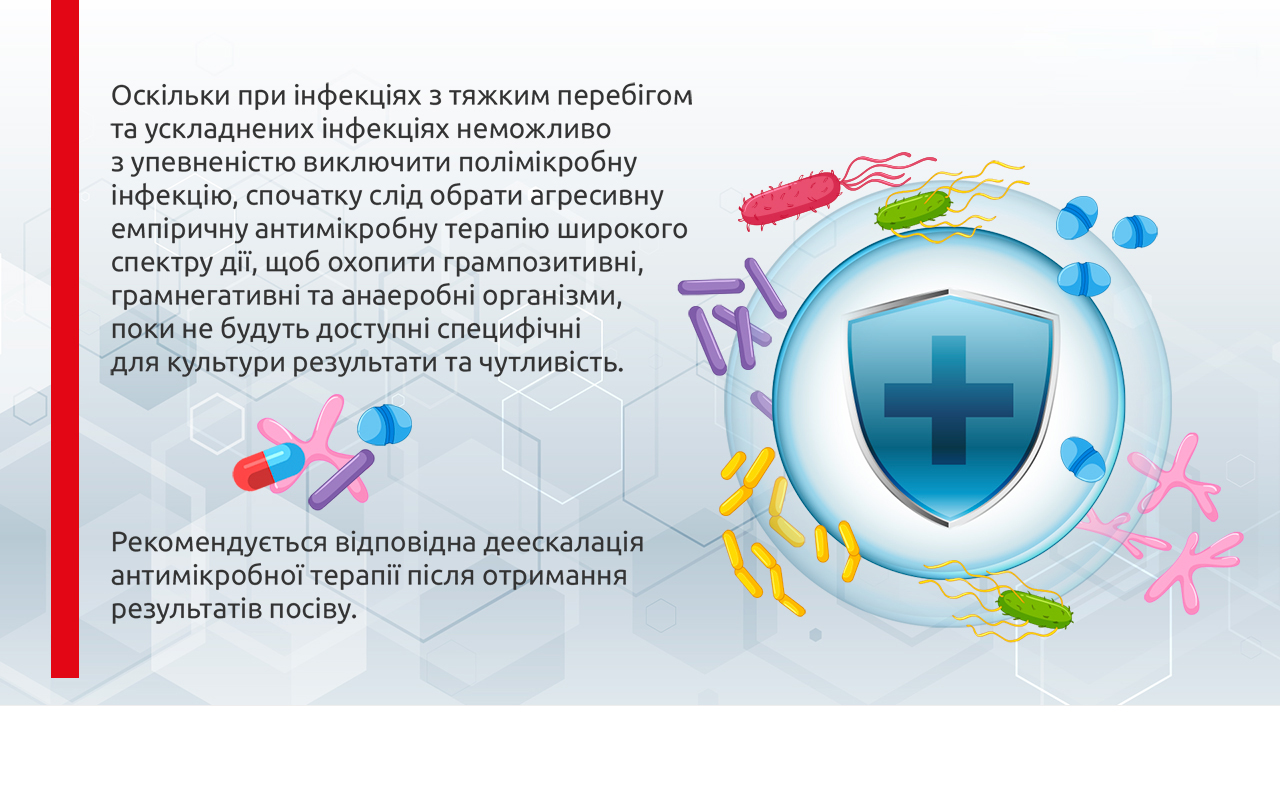 Оскільки при інфекціях з тяжким перебігом
та ускладнених інфекціях неможливо
з упевненістю виключити полімікробну
інфекцію, спочатку слід обрати агресивну
емпіричну антимікробну терапію широкого
спектру дії, щоб охопити грампозитивні,
грамнегативні та анаеробні організми,
поки не будуть доступні специфічні
для культури результати та чутливість.
Рекомендується відповідна деескалація
антимікробної терапії після отримання
результатів посіву.